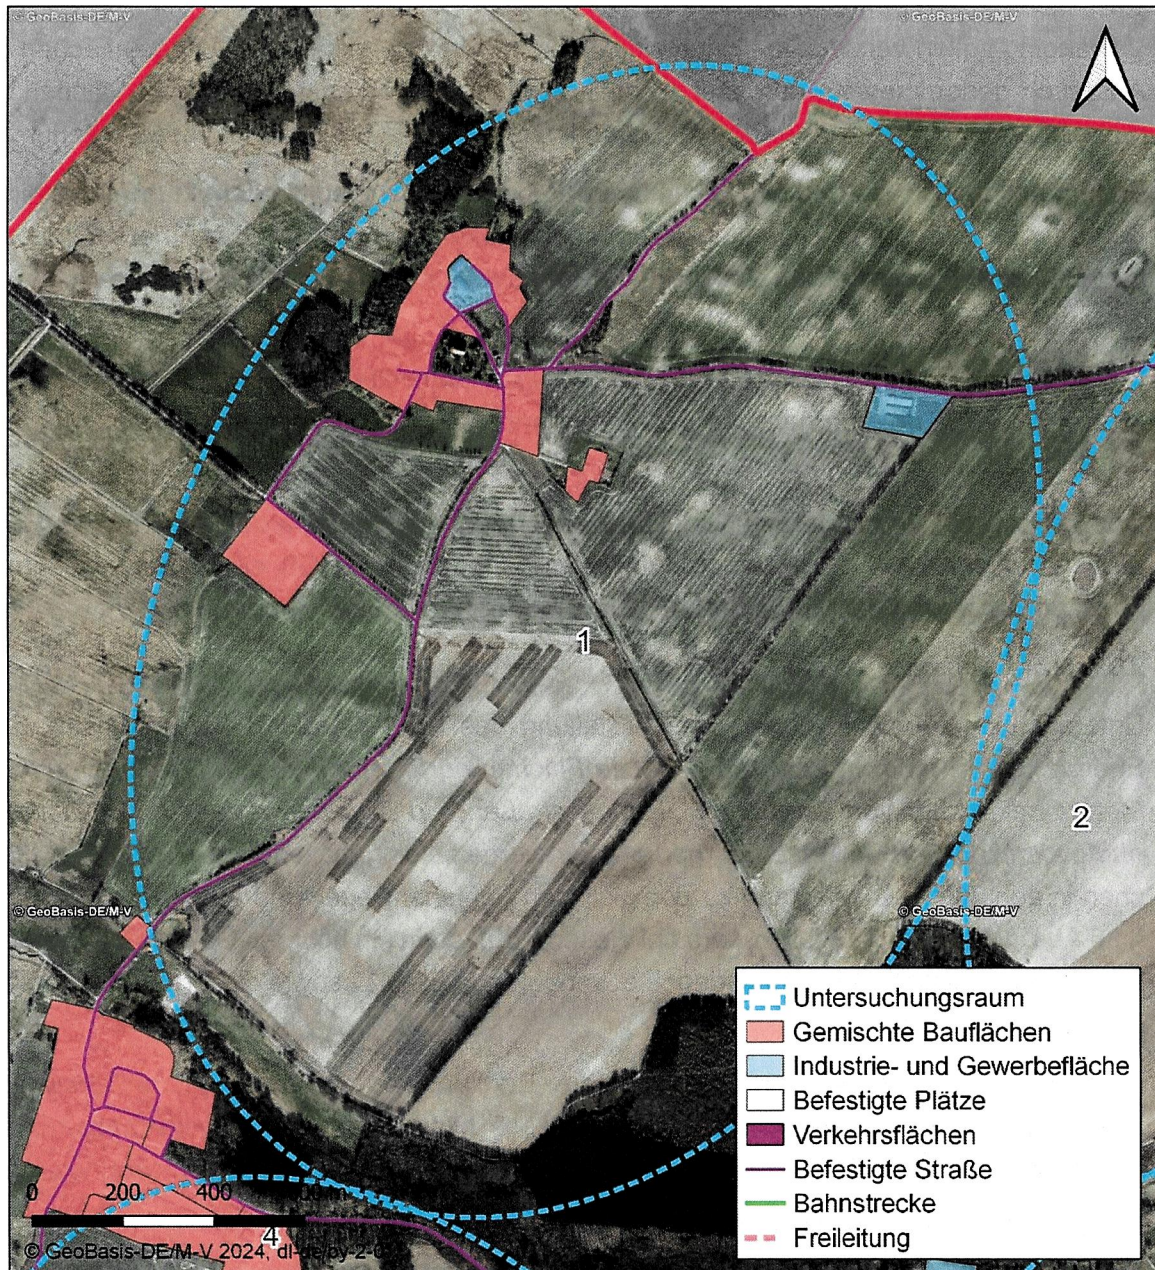 © GeoBasis-DE/M-V
© GeoBasis-DE/M-V
1
2
© GeoBasis-DE/M-V
© GeoBasis-DE/M-V
Untersuchungsraum
Gemischte Bauflächen
Industrie- und Gewerbefläche
Befestigte Plätze
Verkehrsflächen
Befestigte Straße
Bahnstrecke
Freileitung
0 200 400
4
© GeoBasis-DE/M-V 2024, dl-de/by-2-0